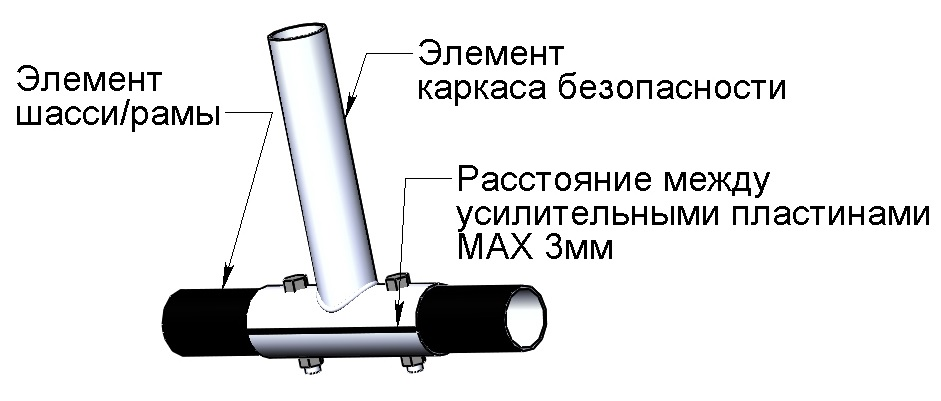 Элемент
каркаса безопасности
Элемент
шасси/рамы
Расстояние между
усилительными пластинами
MAX 3мм